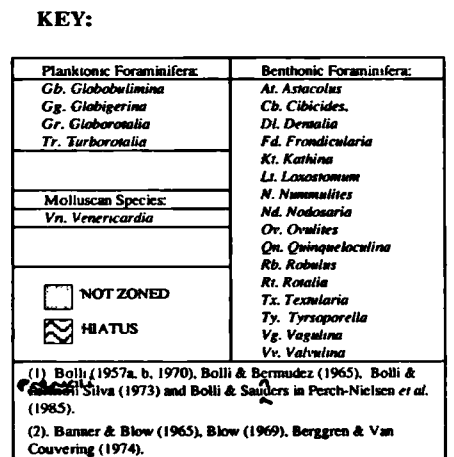 KEY:
Planktonic Foraminifera:
Gb. Globobulimina
Gg. Globigerina
Gr. Globorotalia
Tr. Turborotalia
Molluscan Species:
Vn. Venericardia
NOT ZONED
HIATUS
Benthonic Foraminifera:
At. Astacolus
Cb. Cibicides.
Dl. Dentalia
Fd. Frondicularia
Kt. Kathina
Lt. Loxostomum
N. Nummulites
Nd. Nodosaria
Ov. Ovulites
Qn. Quinqueloculina
Rb. Robulus
Rt. Rotalia
Tx. Textularia
Ty. Tyrsoporella
Vg. Vagulina
Vv. Valvulina
(1) Bolli (1957a, b, 1970), Bolli & Bermudez (1965), Bolli &
Silva (1973) and Bolli & Sauders in Perch-Nielsen et al.
(1985).
(2). Banner & Blow (1965), Blow (1969), Berggren & Van
Couvering (1974).